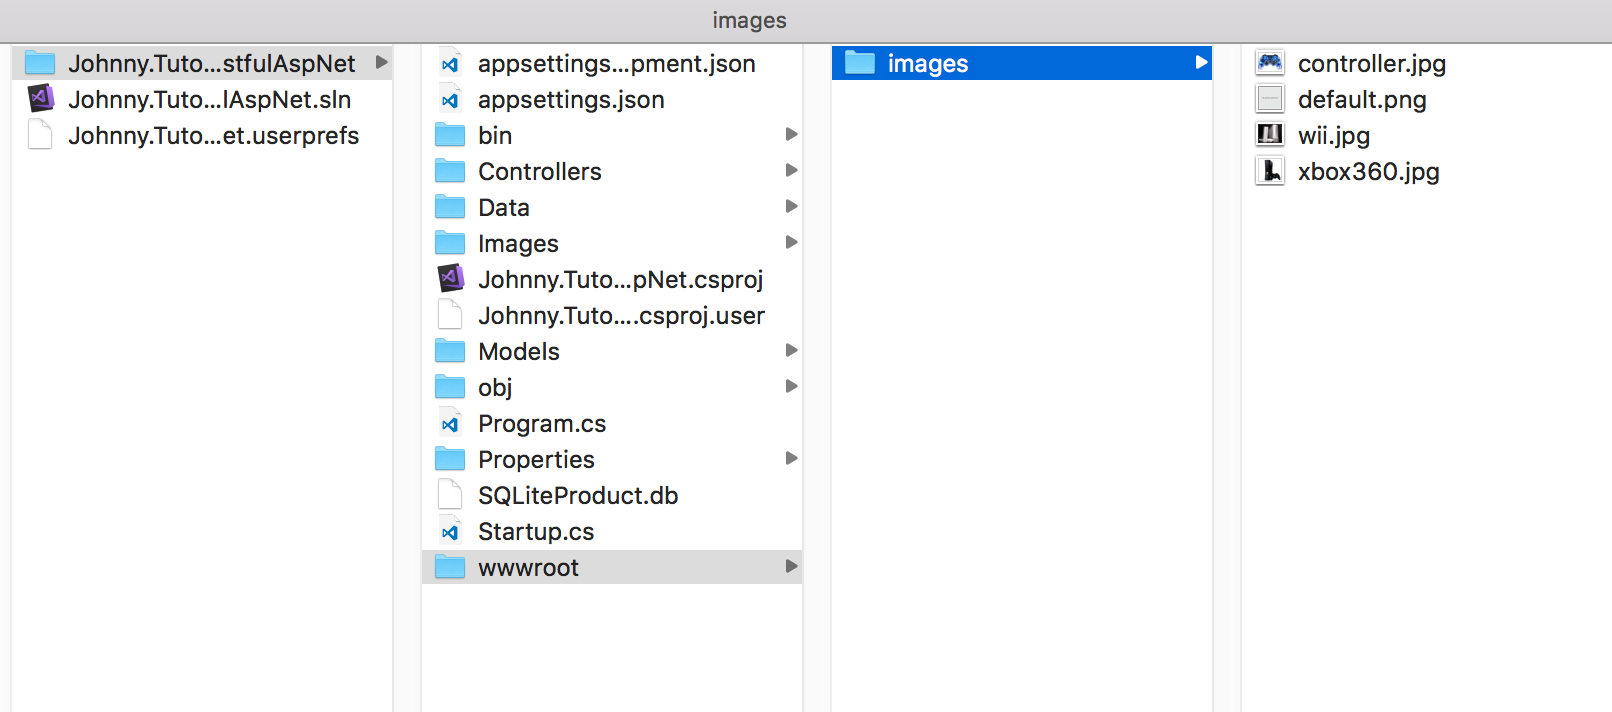 images
Johnny.Tuto...stfulAspNet
Johnny.Tuto...lAspNet.sln
Johnny.Tuto...et.userprefs
appsettings...pment.json
appsettings.json
bin
Controllers
Data
Images
Johnny.Tuto...pNet.csproj
Johnny.Tuto....csproj.user
Models
obj
Program.cs
Properties
SQLiteProduct.db
Startup.cs
wwwroot
images
controller.jpg
default.png
wii.jpg
xbox360.jpg